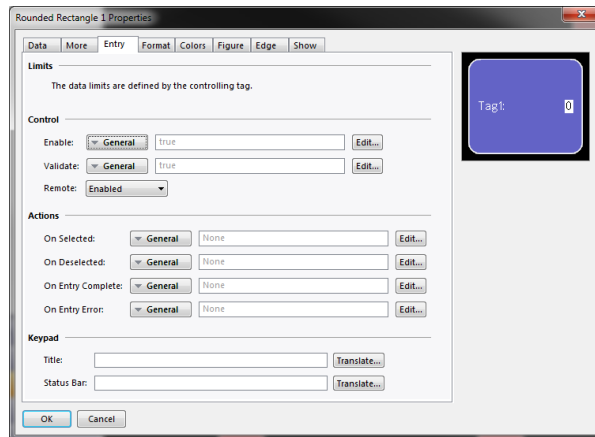 Rounded Rectangle 1 Properties
Data More Entry Format Colors Figure Edge Show
Limits
The data limits are defined by the controlling tag.
Control
Enable: General true Edit...
Validate: General true Edit...
Remote: Enabled
Actions
On Selected: General None Edit...
On Deselected: General None Edit...
On Entry Complete: General None Edit...
On Entry Error: General None Edit...
Keypad
Title: Translate...
Status Bar: Translate...
OK Cancel
Tag1: 0